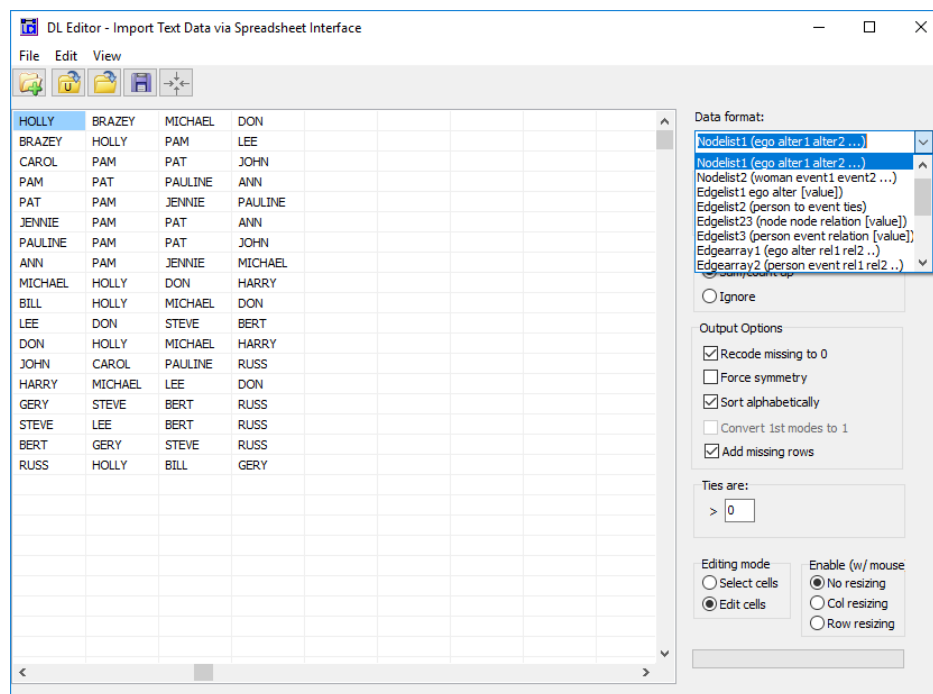 DL Editor - Import Text Data via Spreadsheet Interface
File Edit View
HOLLY BRAZEY MICHAEL DON
BRAZEY HOLLY PAM LEE
CAROL PAM PAT JOHN
PAM PAT PAULINE ANN
PAT PAM JENNIE PAULINE
JENNIE PAM PAT ANN
PAULINE PAM PAT JOHN
ANN PAM JENNIE MICHAEL
MICHAEL HOLLY DON HARRY
BILL HOLLY MICHAEL DON
LEE DON STEVE BERT
DON HOLLY MICHAEL HARRY
JOHN CAROL PAULINE RUSS
HARRY MICHAEL LEE DON
GERY STEVE BERT RUSS
STEVE LEE BERT RUSS
BERT GERY STEVE RUSS
RUSS HOLLY BILL GERY
Data format:
Nodelist1 (ego alter1 alter2 ...)
Nodelist1 (ego alter1 alter2 ...)
Nodelist2 (woman event1 event2 ...)
Edgelist1 ego alter [value])
Edgelist2 (person to event ties)
Edgelist23 (node node relation [value])
Edgelist3 (person event relation [value])
Edgearray1 (ego alter rel1 rel2 ..)
Edgearray2 (person event rel1 rel2 ..)
Sum/count up
Ignore
Output Options
Recode missing to 0
Force symmetry
Sort alphabetically
Convert 1st modes to 1
Add missing rows
Ties are:
> 0
Editing mode
Select cells
Edit cells
Enable (w/ mouse
No resizing
Col resizing
Row resizing